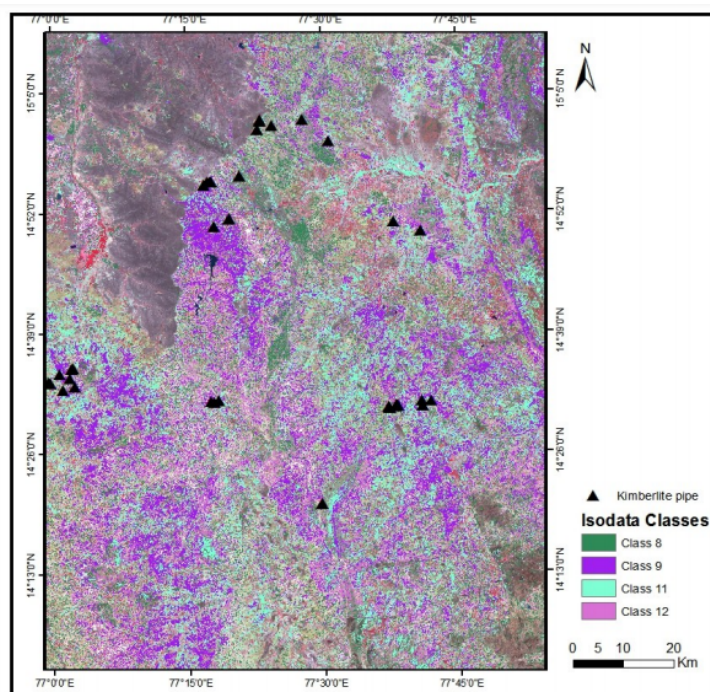 77°0'0"E 77°15'0"E 77°30'0"E 77°45'0"E
N
15°5'0"N 15°5'0"N
14°52'0"N 14°52'0"N
14°39'0"N 14°39'0"N
14°26'0"N 14°26'0"N
14°13'0"N 14°13'0"N
Kimberlite pipe
Isodata Classes
Class 8
Class 9
Class 11
Class 12
0 5 10 20
Km
77°0'0"E 77°15'0"E 77°30'0"E 77°45'0"E